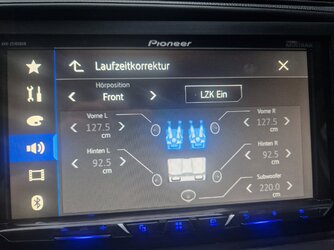 Pioneer
Laufzeitkorrektur
Hörposition
Front
LZK Ein
Vorne L
127.5
cm
Vorne R
127.5
cm
Hinten L
92.5
cm
Hinten R
92.5
cm
Subwoofer
220.0
cm